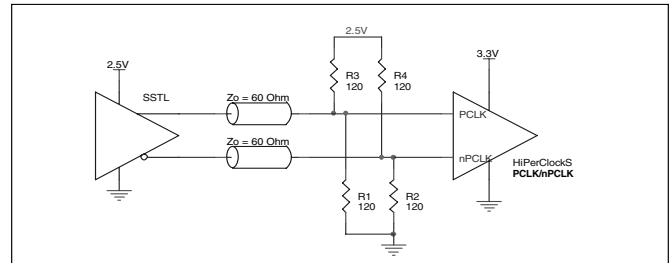 2.5V
3.3V
2.5V
SSTL
R3
120
R4
120
Zo = 60 Ohm
PCLK
Zo = 60 Ohm
nPCLK
HiPerClockS
PCLK/nPCLK
R1
120
R2
120